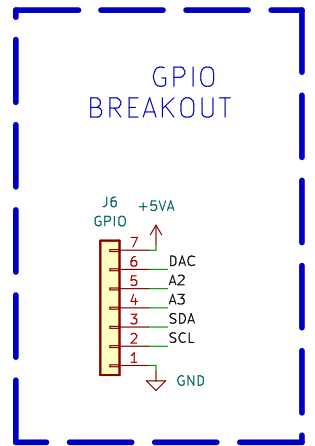 GPIO
BREAKOUT
J6
GPIO
+5VA
7
6 DAC
5 A2
4 A3
3 SDA
2 SCL
1
GND